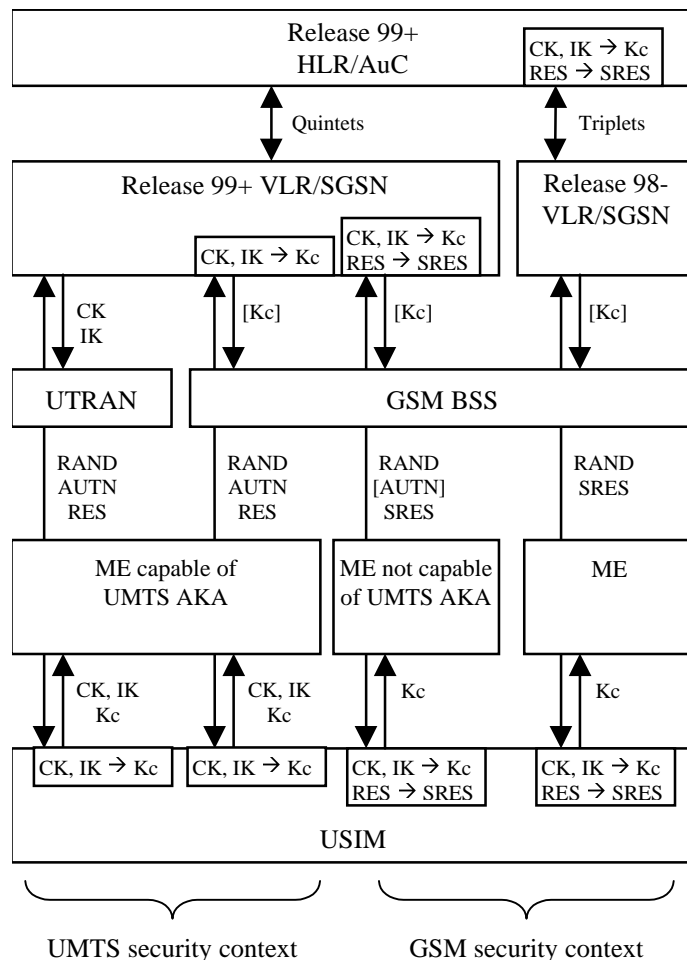 Release 99+
HLR/AuC
CK, IK → Kc
RES → SRES
Quintets
Triplets
Release 99+ VLR/SGSN
CK, IK → Kc
CK, IK → Kc
RES → SRES
Release 98-
VLR/SGSN
CK
IK
[Kc]
[Kc]
[Kc]
UTRAN
GSM BSS
RAND
AUTN
RES
RAND
AUTN
RES
RAND
[AUTN]
SRES
RAND
SRES
ME capable of
UMTS AKA
ME not capable
of UMTS AKA
ME
CK, IK
Kc
CK, IK
Kc
Kc
Kc
CK, IK → Kc
CK, IK → Kc
CK, IK → Kc
RES → SRES
CK, IK → Kc
RES → SRES
USIM
UMTS security context
GSM security context